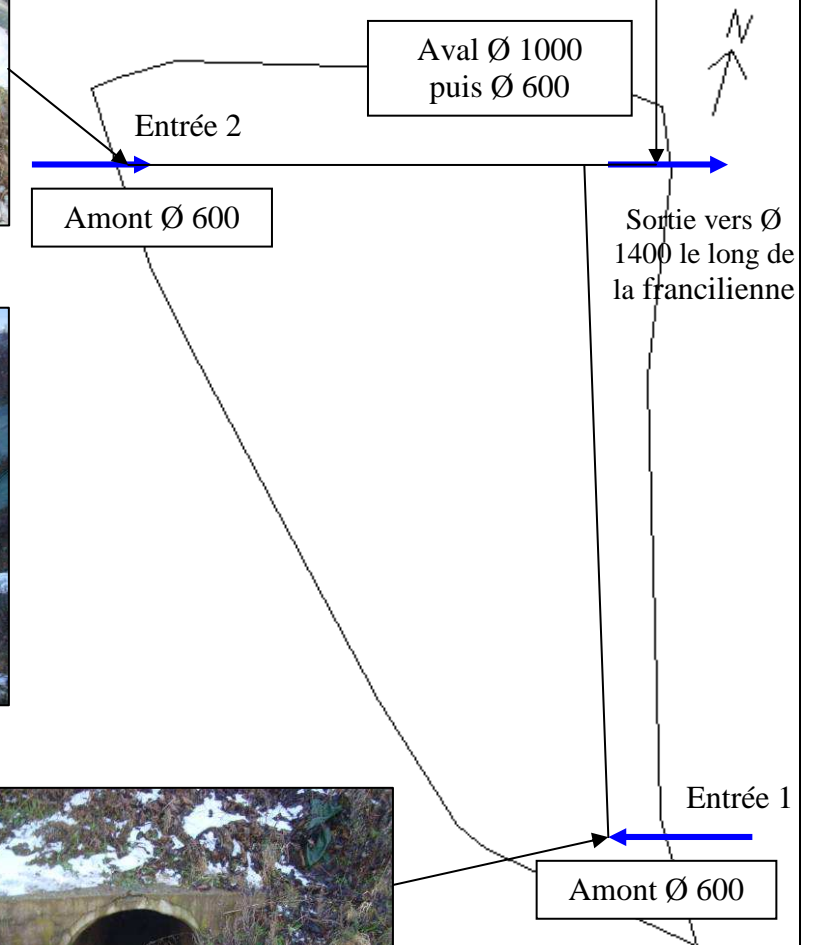 N
Aval Ø 1000
puis Ø 600
Entrée 2
Amont Ø 600
Sortie vers Ø
1400 le long de
la francilienne
Entrée 1
Amont Ø 600